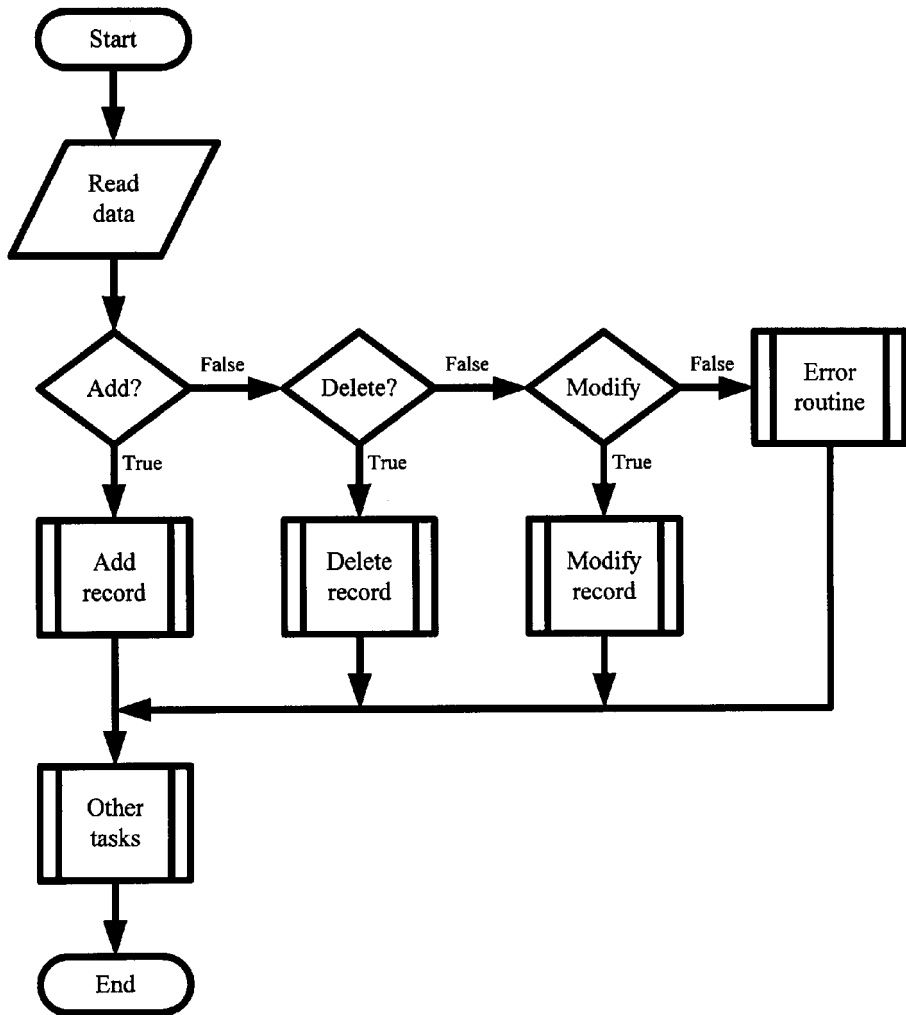 Start
Read
data
Add?
False
Delete?
False
Modify
False
Error
routine
True
True
True
Add
record
Delete
record
Modify
record
Other
tasks
End